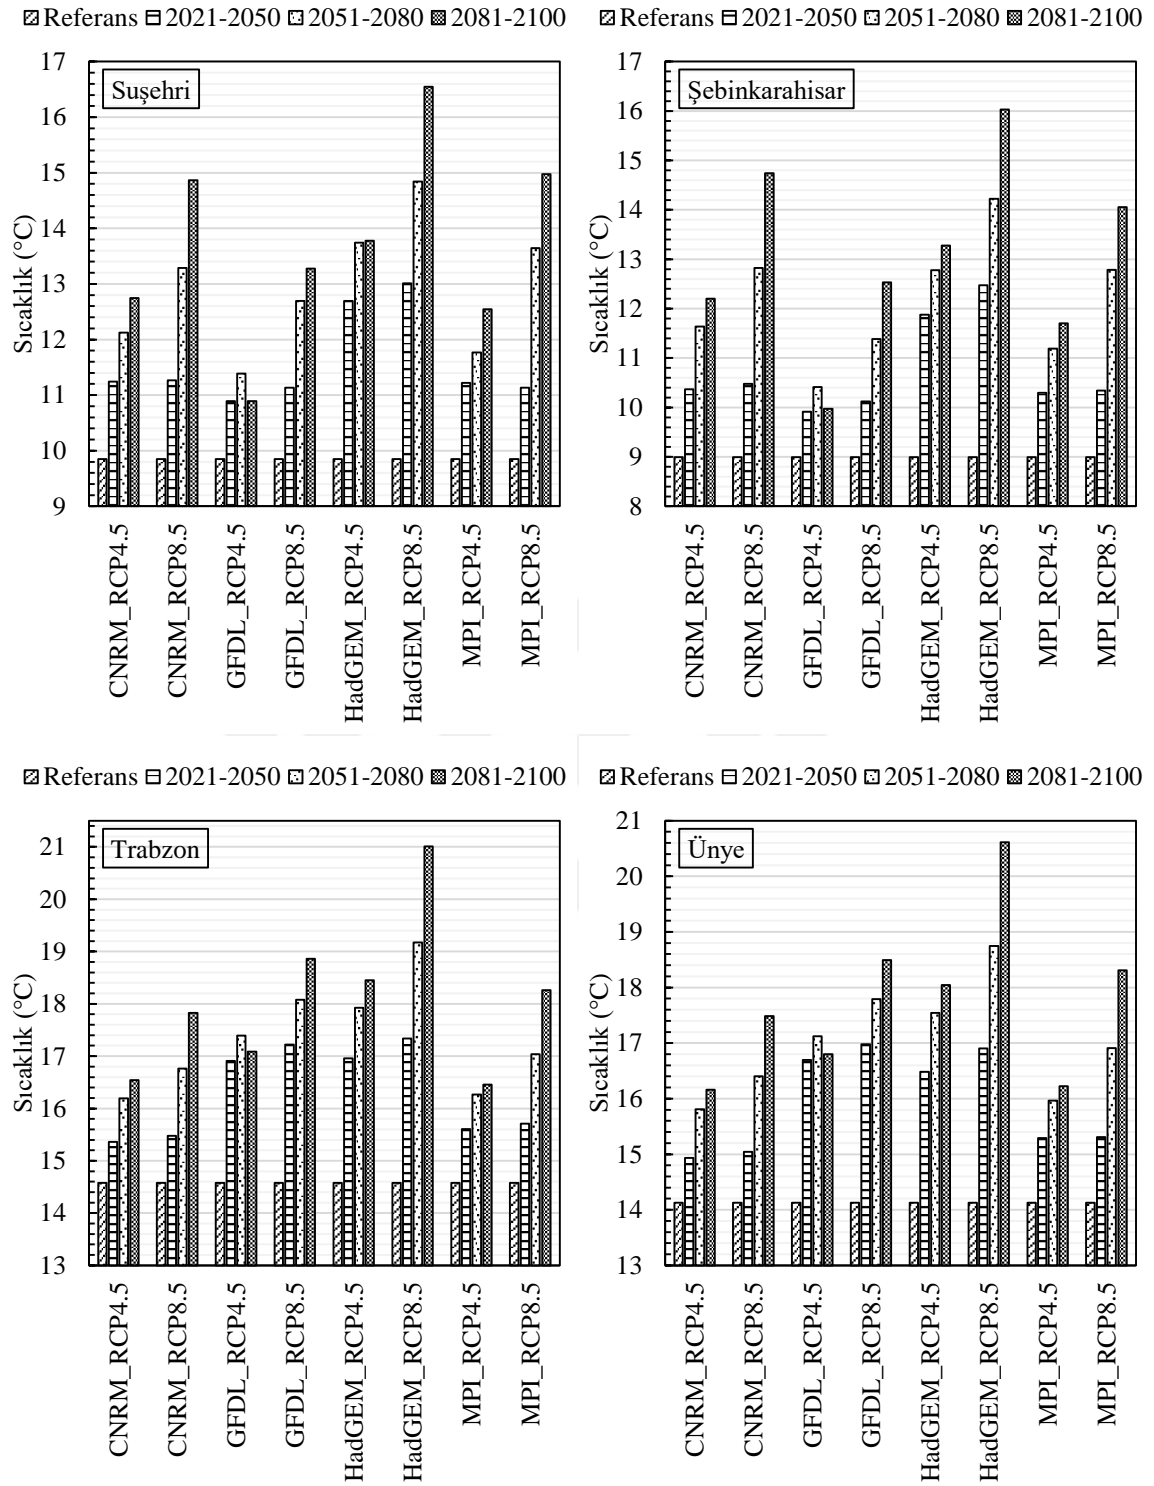 Referans 2021-2050 2051-2080 2081-2100
Suşehri
Sıcaklık (°C)
17
16
15
14
13
12
11
10
9
CNRM_RCP4.5
CNRM_RCP8.5
GFDL_RCP4.5
GFDL_RCP8.5
HadGEM_RCP4.5
HadGEM_RCP8.5
MPI_RCP4.5
MPI_RCP8.5
Referans 2021-2050 2051-2080 2081-2100
Şebinkarahisar
Sıcaklık (°C)
17
16
15
14
13
12
11
10
9
8
CNRM_RCP4.5
CNRM_RCP8.5
GFDL_RCP4.5
GFDL_RCP8.5
HadGEM_RCP4.5
HadGEM_RCP8.5
MPI_RCP4.5
MPI_RCP8.5
Referans 2021-2050 2051-2080 2081-2100
Trabzon
Sıcaklık (°C)
21
20
19
18
17
16
15
14
13
CNRM_RCP4.5
CNRM_RCP8.5
GFDL_RCP4.5
GFDL_RCP8.5
HadGEM_RCP4.5
HadGEM_RCP8.5
MPI_RCP4.5
MPI_RCP8.5
Referans 2021-2050 2051-2080 2081-2100
Ünye
Sıcaklık (°C)
21
20
19
18
17
16
15
14
13
CNRM_RCP4.5
CNRM_RCP8.5
GFDL_RCP4.5
GFDL_RCP8.5
HadGEM_RCP4.5
HadGEM_RCP8.5
MPI_RCP4.5
MPI_RCP8.5